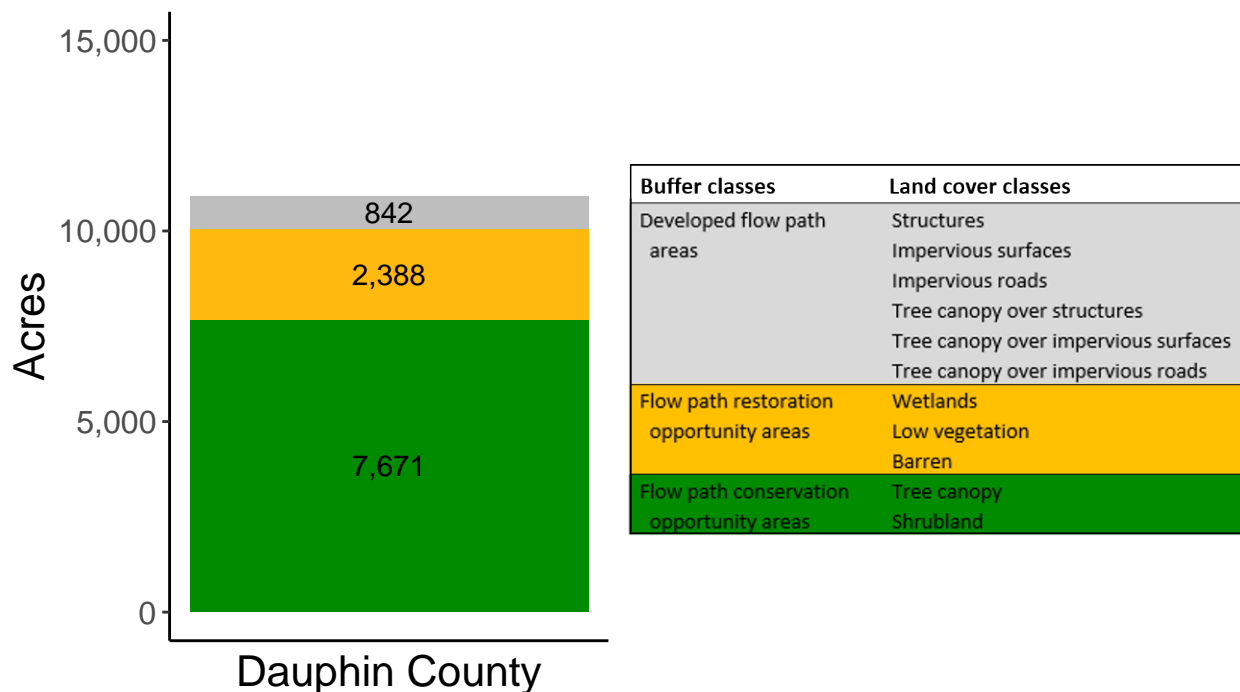 15,000
10,000
5,000
0
Acres
842
2,388
7,671
Dauphin County
Buffer classes Land cover classes
Developed flow path Structures
areas Impervious surfaces
Impervious roads
Tree canopy over structures
Tree canopy over impervious surfaces
Tree canopy over impervious roads
Flow path restoration Wetlands
opportunity areas Low vegetation
Barren
Flow path conservation Tree canopy
opportunity areas Shrubland